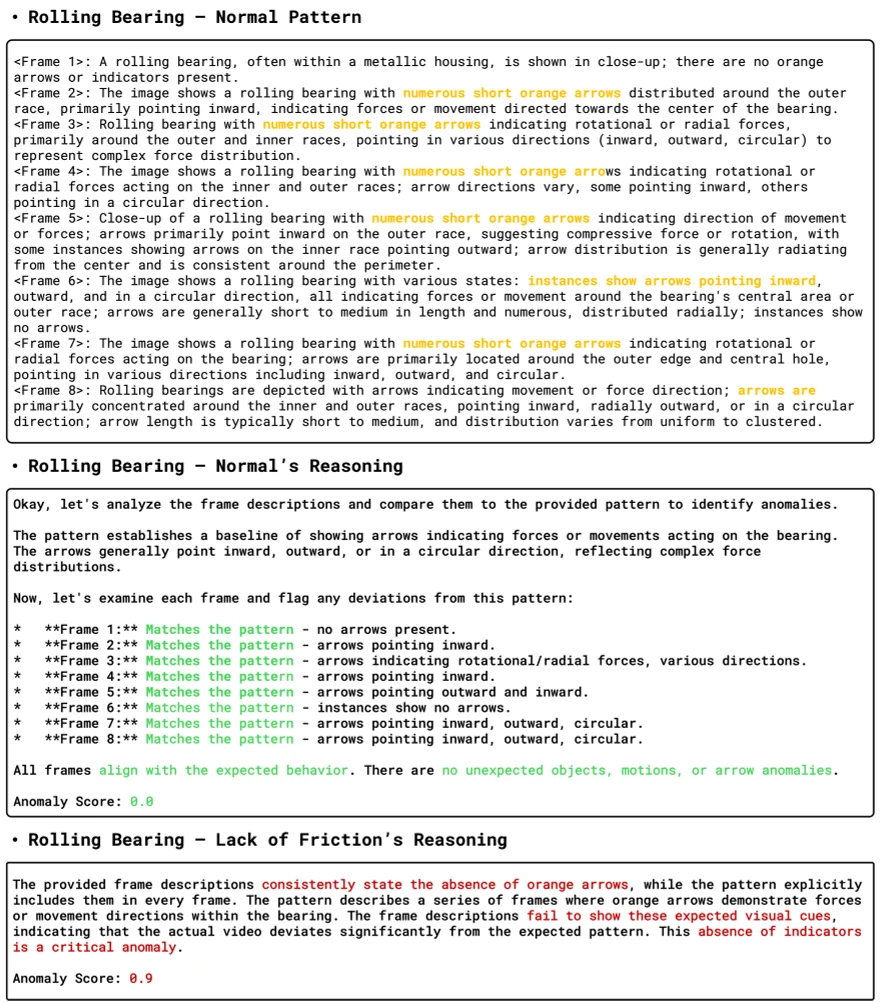 • Rolling Bearing – Normal Pattern
<Frame 1>: A rolling bearing, often within a metallic housing, is shown in close-up; there are no orange
arrows or indicators present.
<Frame 2>: The image shows a rolling bearing with numerous short orange arrows distributed around the outer
race, primarily pointing inward, indicating forces or movement directed towards the center of the bearing.
<Frame 3>: Rolling bearing with numerous short orange arrows indicating rotational or radial forces,
primarily around the outer and inner races, pointing in various directions (inward, outward, circular) to
represent complex force distribution.
<Frame 4>: The image shows a rolling bearing with numerous short orange arrows indicating rotational or
radial forces acting on the inner and outer races; arrow directions vary, some pointing inward, others
pointing in a circular direction.
<Frame 5>: Close-up of a rolling bearing with numerous short orange arrows indicating direction of movement
or forces; arrows primarily point inward on the outer race, suggesting compressive force or rotation, with
some instances showing arrows on the inner race pointing outward; arrow distribution is generally radiating
from the center and is consistent around the perimeter.
<Frame 6>: The image shows a rolling bearing with various states: instances show arrows pointing inward,
outward, and in a circular direction, all indicating forces or movement around the bearing's central area or
outer race; arrows are generally short to medium in length and numerous, distributed radially; instances show
no arrows.
<Frame 7>: The image shows a rolling bearing with numerous short orange arrows indicating rotational or
radial forces acting on the bearing; arrows are primarily located around the outer edge and central hole,
pointing in various directions including inward, outward, and circular.
<Frame 8>: Rolling bearings are depicted with arrows indicating movement or force direction; arrows are
primarily concentrated around the inner and outer races, pointing inward, radially outward, or in a circular
direction; arrow length is typically short to medium, and distribution varies from uniform to clustered.
• Rolling Bearing – Normal's Reasoning
Okay, let's analyze the frame descriptions and compare them to the provided pattern to identify anomalies.
The pattern establishes a baseline of showing arrows indicating forces or movements acting on the bearing.
The arrows generally point inward, outward, or in a circular direction, reflecting complex force
distributions.
Now, let's examine each frame and flag any deviations from this pattern:
* **Frame 1:** Matches the pattern - no arrows present.
* **Frame 2:** Matches the pattern - arrows pointing inward.
* **Frame 3:** Matches the pattern - arrows indicating rotational/radial forces, various directions.
* **Frame 4:** Matches the pattern - arrows pointing inward.
* **Frame 5:** Matches the pattern - arrows pointing outward and inward.
* **Frame 6:** Matches the pattern - instances show no arrows.
* **Frame 7:** Matches the pattern - arrows pointing inward, outward, circular.
* **Frame 8:** Matches the pattern - arrows pointing inward, outward, circular.
All frames align with the expected behavior. There are no unexpected objects, motions, or arrow anomalies.
Anomaly Score: 0.0
• Rolling Bearing – Lack of Friction's Reasoning
The provided frame descriptions consistently state the absence of orange arrows, while the pattern explicitly
includes them in every frame. The pattern describes a series of frames where orange arrows demonstrate forces
or movement directions within the bearing. The frame descriptions fail to show these expected visual cues,
indicating that the actual video deviates significantly from the expected pattern. This absence of indicators
is a critical anomaly.
Anomaly Score: 0.9